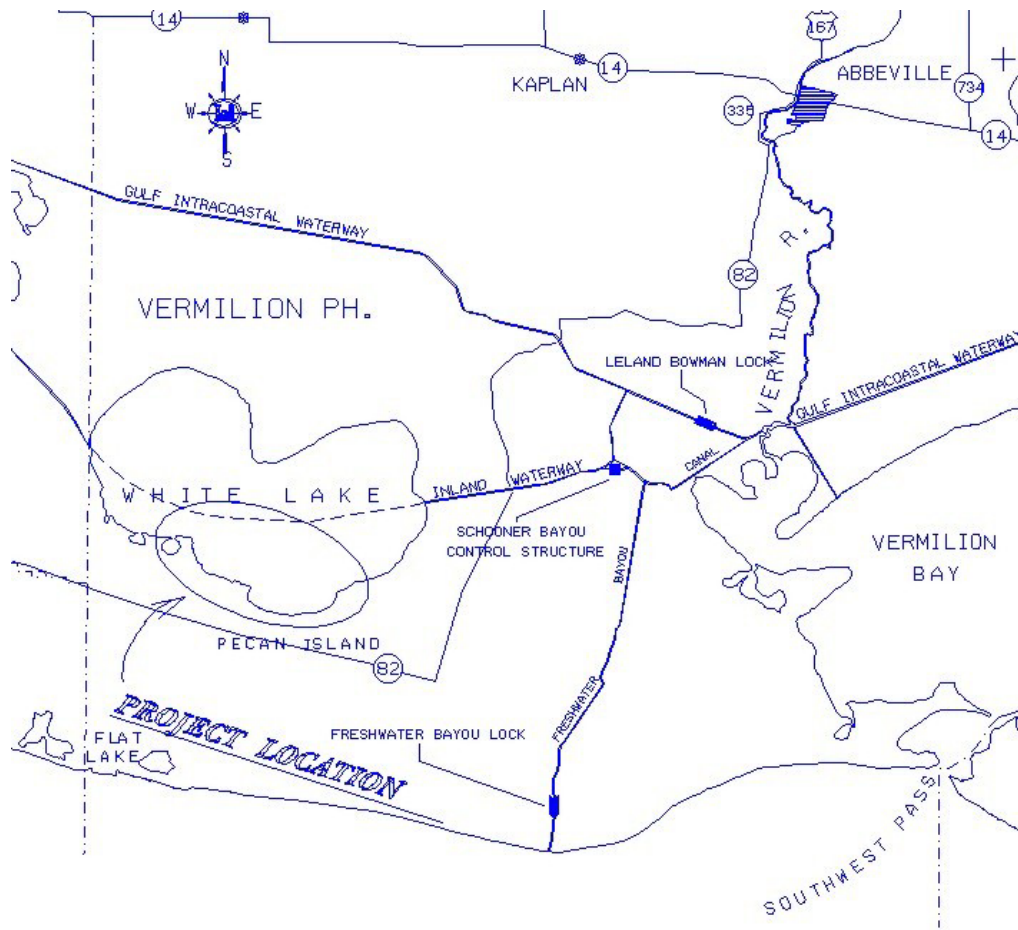 14
167
N
W E
S
KAPLAN
14
ABBEVILLE
734
335
14
GULF INTRACOASTAL WATERWAY
VERMILION R.
82
VERMILION PH.
LELAND BOWMAN LOCK
GULF INTRACOASTAL WATERWAY
CANAL
WHITE LAKE
INLAND WATERWAY
SCHOONER BAYOU
CONTROL STRUCTURE
VERMILION
BAY
FRESHWATER BAYOU
PECAN ISLAND
82
PROJECT LOCATION
FLAT
LAKE
FRESHWATER BAYOU LOCK
SOUTHWEST PASS